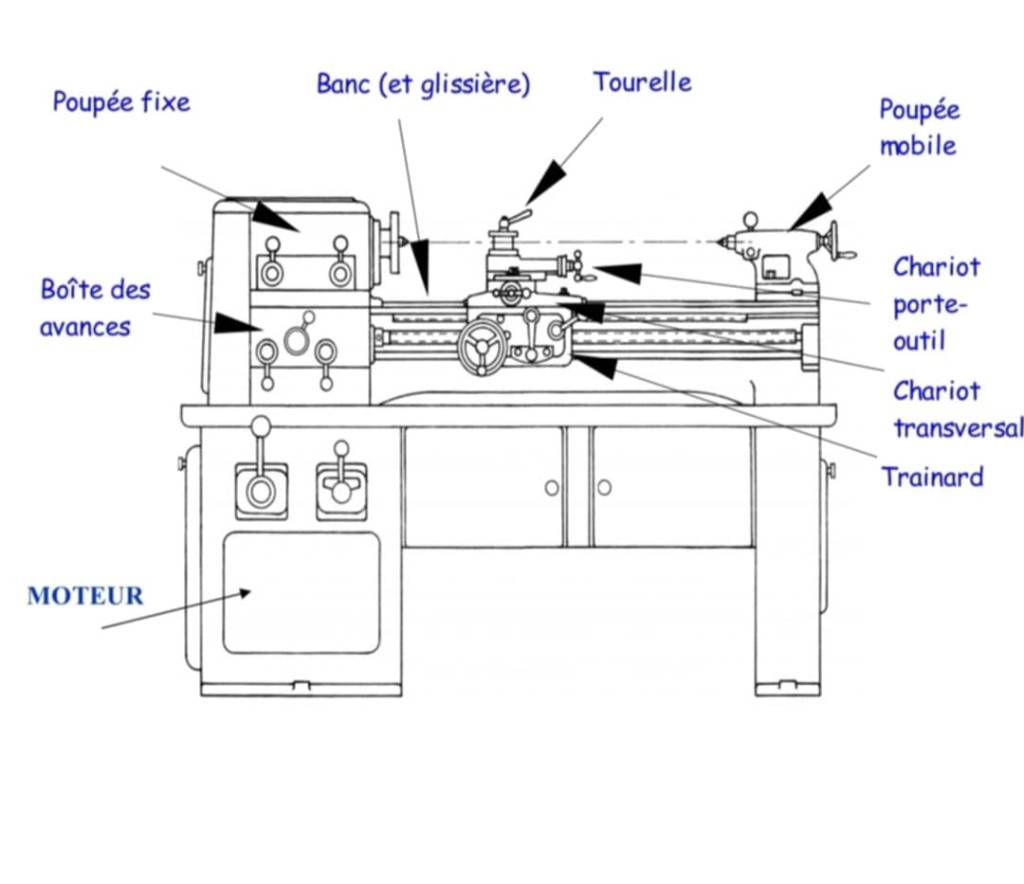 Poupée fixe
Banc (et glissière)
Tourelle
Poupée
mobile
Boîte des
avances
Chariot
porte-
outil
Chariot
transversal
Trainard
MOTEUR